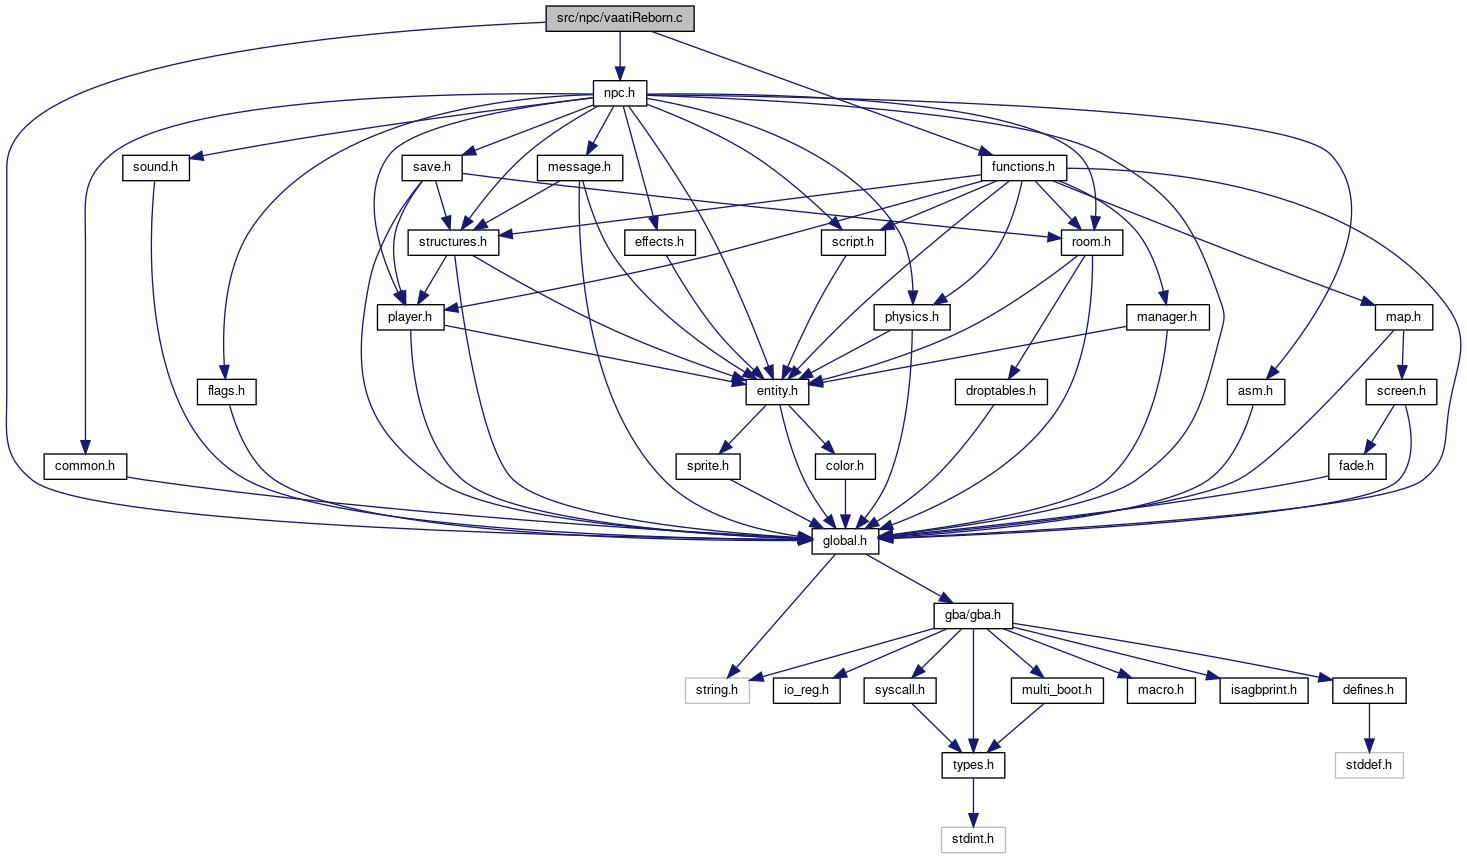 src/npc/vaatiReborn.c
npc.h
sound.h
save.h
message.h
functions.h
structures.h
effects.h
script.h
room.h
player.h
physics.h
manager.h
map.h
flags.h
entity.h
droptables.h
asm.h
screen.h
common.h
sprite.h
color.h
fade.h
global.h
gba/gba.h
string.h
io_reg.h
syscall.h
multi_boot.h
macro.h
isagbprint.h
defines.h
types.h
stddef.h
stdint.h